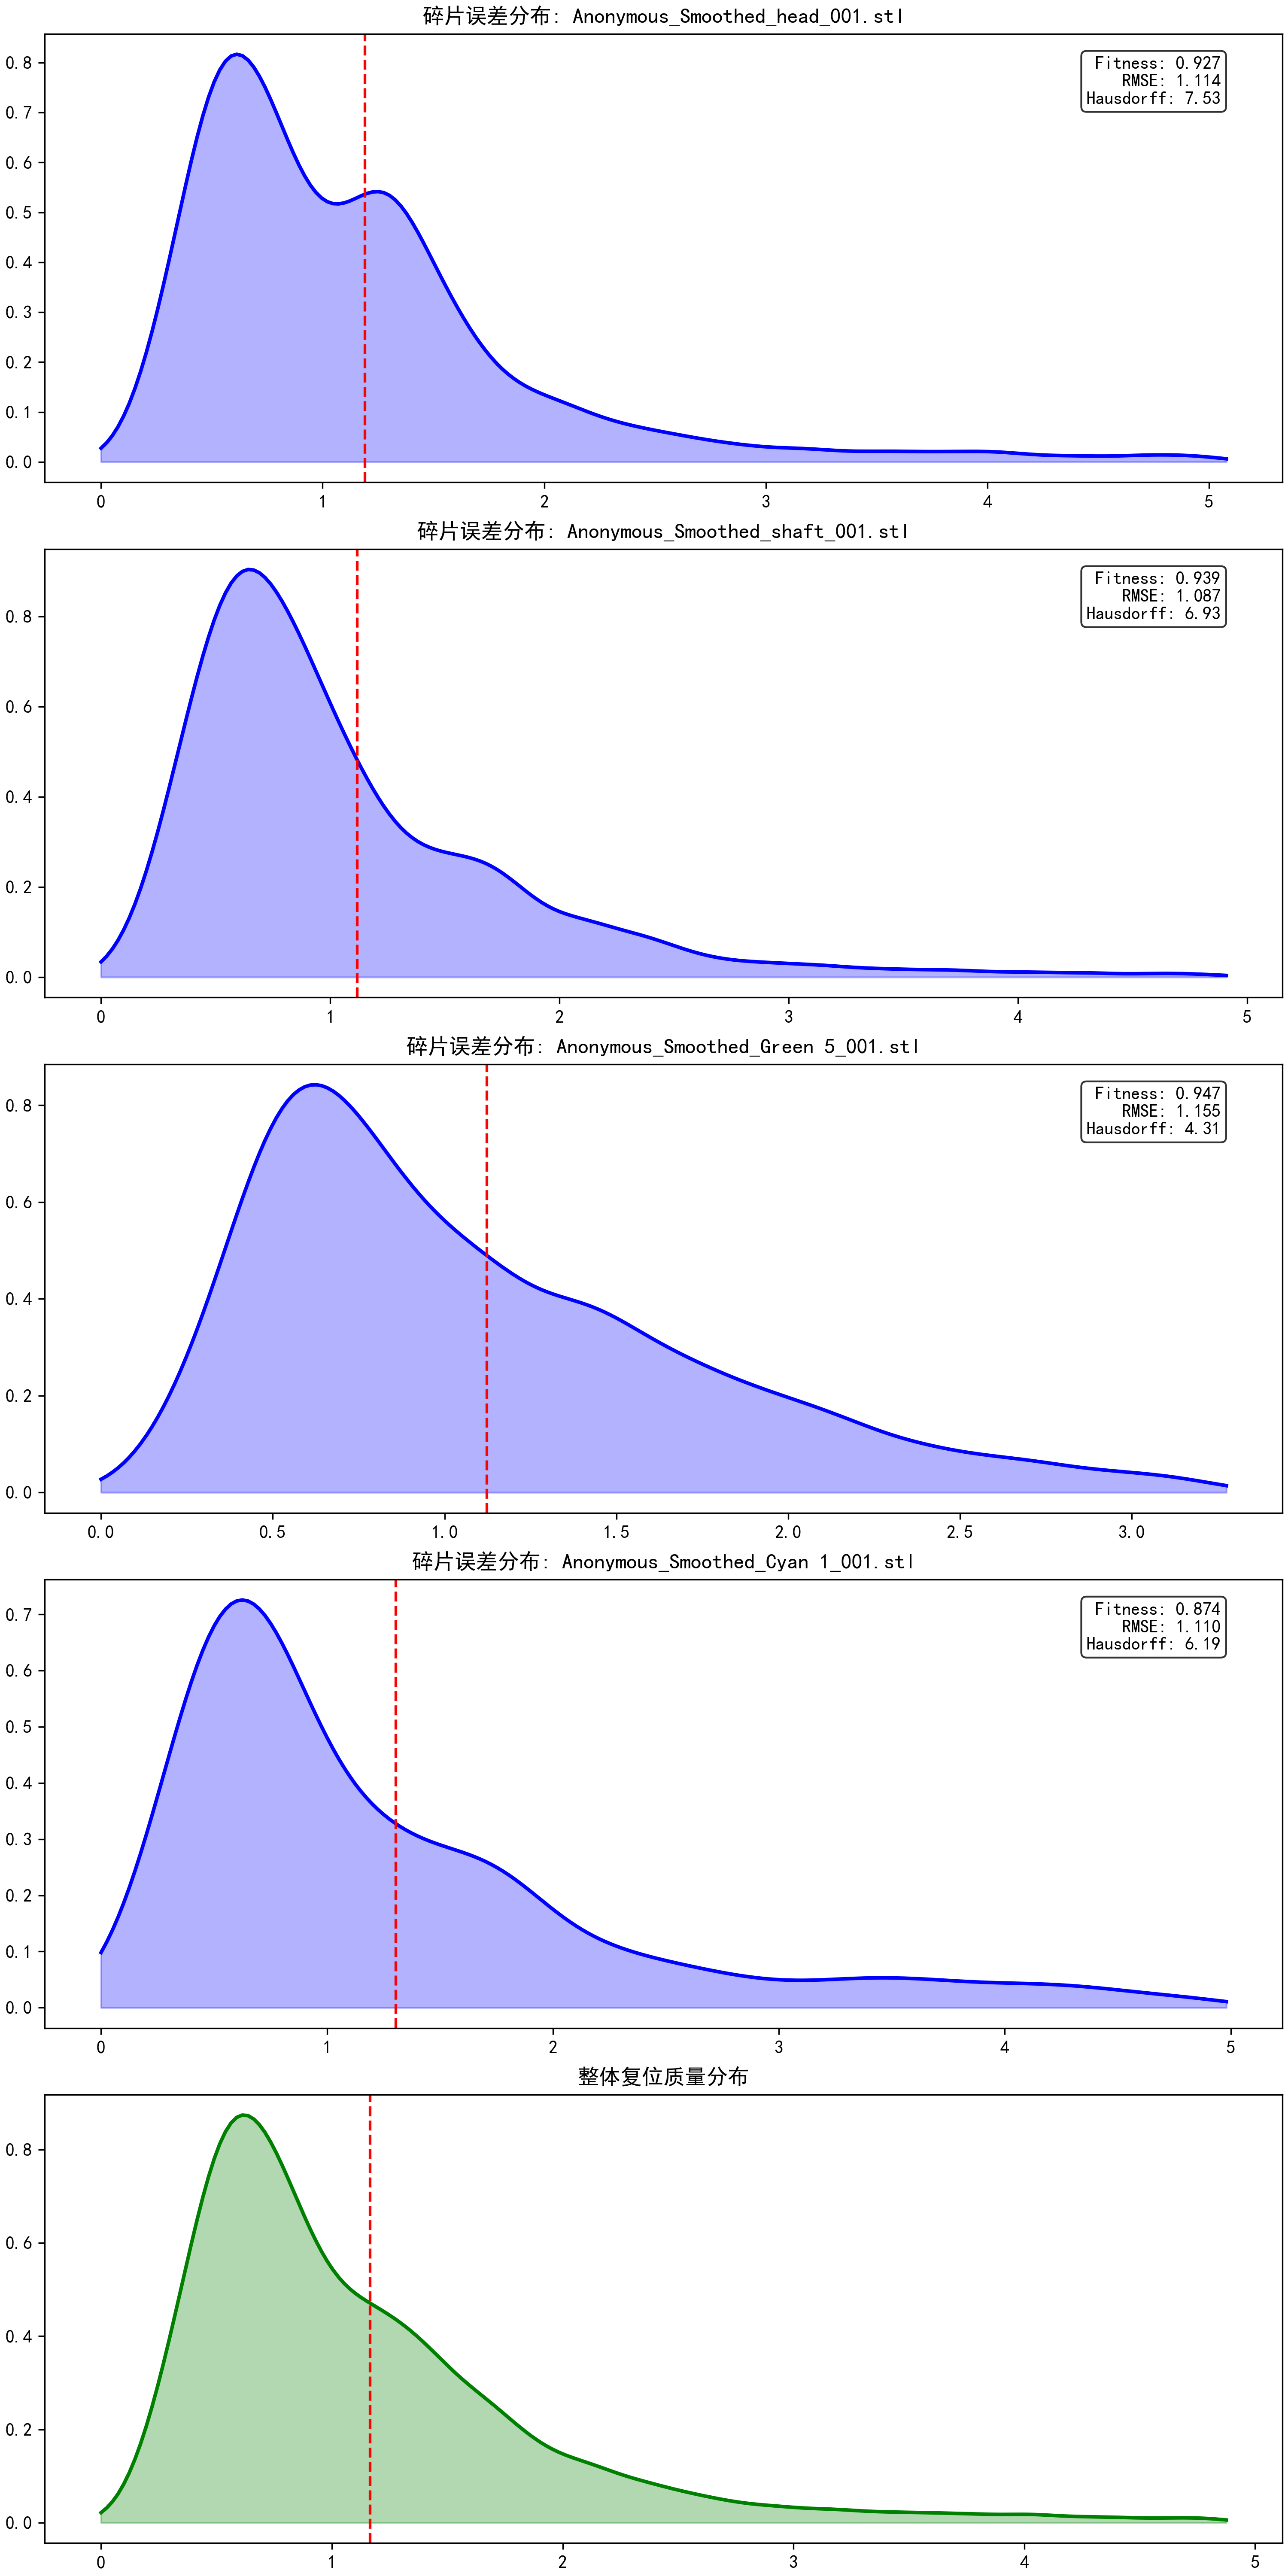 碎片误差分布: Anonymous_Smoothed_head_001.stl
Fitness: 0.927
RMSE: 1.114
Hausdorff: 7.53
0.8
0.7
0.6
0.5
0.4
0.3
0.2
0.1
0.0
0 1 2 3 4 5
碎片误差分布: Anonymous_Smoothed_shaft_001.stl
Fitness: 0.939
RMSE: 1.087
Hausdorff: 6.93
0.8
0.6
0.4
0.2
0.0
0 1 2 3 4 5
碎片误差分布: Anonymous_Smoothed_Green 5_001.stl
Fitness: 0.947
RMSE: 1.155
Hausdorff: 4.31
0.8
0.6
0.4
0.2
0.0
0.0 0.5 1.0 1.5 2.0 2.5 3.0
碎片误差分布: Anonymous_Smoothed_Cyan 1_001.stl
Fitness: 0.874
RMSE: 1.110
Hausdorff: 6.19
0.7
0.6
0.5
0.4
0.3
0.2
0.1
0.0
0 1 2 3 4 5
整体复位质量分布
0.8
0.6
0.4
0.2
0.0
0 1 2 3 4 5